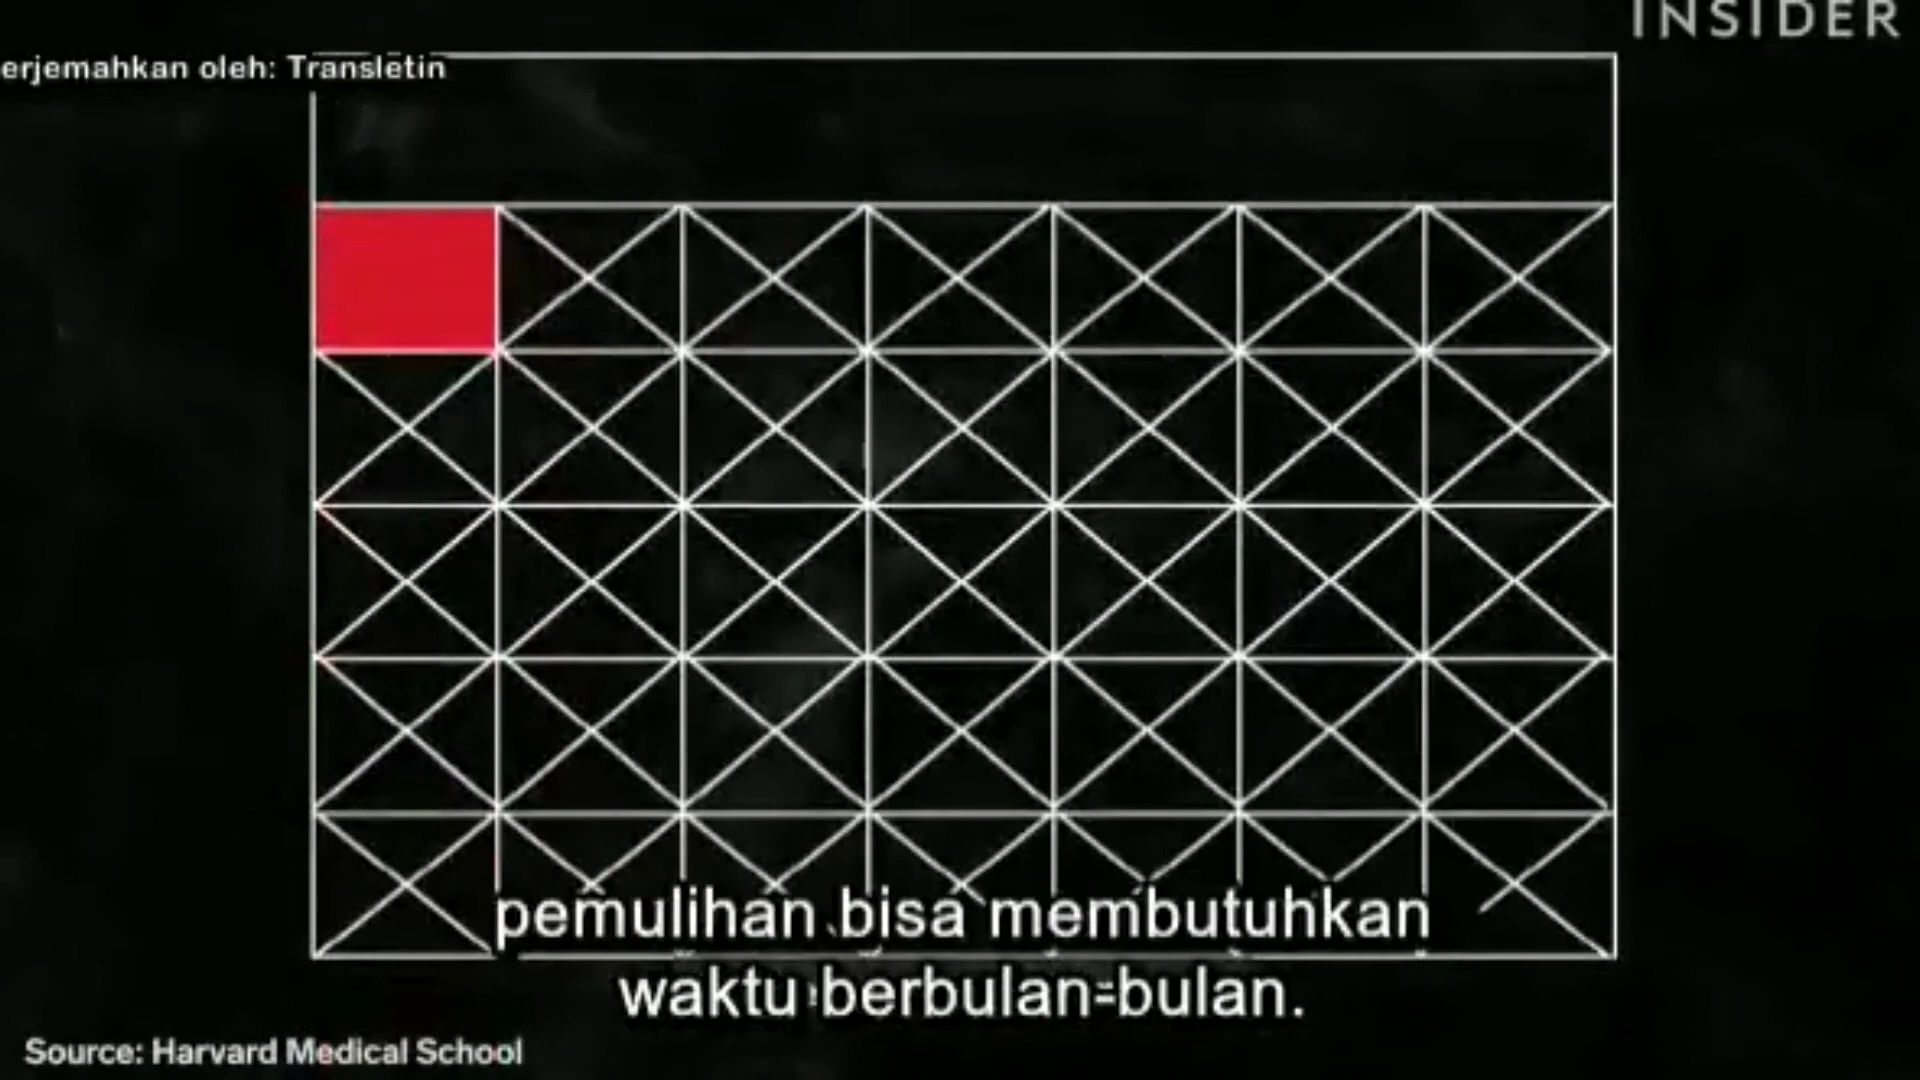 INSIDER
erjemahkan oleh: Transletin
pemulihan bisa membutuhkan
waktu berbulan-bulan.
Source: Harvard Medical School